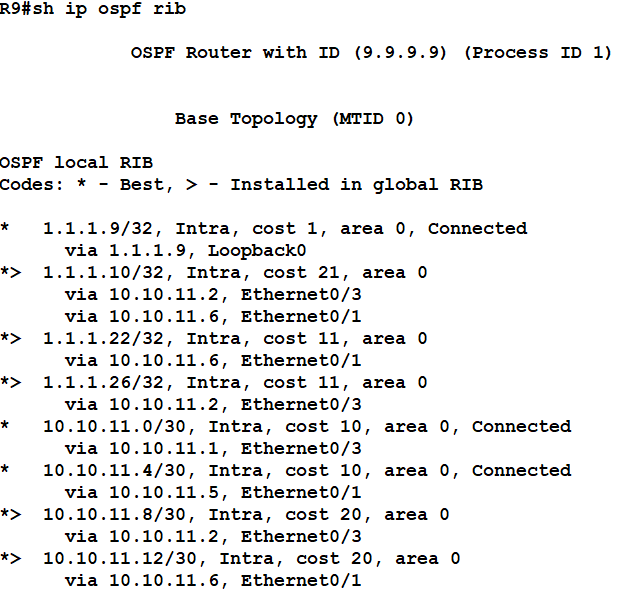 R9#sh ip ospf rib
OSPF Router with ID (9.9.9.9) (Process ID 1)
Base Topology (MTID 0)
OSPF local RIB
Codes: * - Best, > - Installed in global RIB
*   1.1.1.9/32, Intra, cost 1, area 0, Connected
      via 1.1.1.9, Loopback0
*>  1.1.1.10/32, Intra, cost 21, area 0
      via 10.10.11.2, Ethernet0/3
      via 10.10.11.6, Ethernet0/1
*>  1.1.1.22/32, Intra, cost 11, area 0
      via 10.10.11.6, Ethernet0/1
*>  1.1.1.26/32, Intra, cost 11, area 0
      via 10.10.11.2, Ethernet0/3
*   10.10.11.0/30, Intra, cost 10, area 0, Connected
      via 10.10.11.1, Ethernet0/3
*   10.10.11.4/30, Intra, cost 10, area 0, Connected
      via 10.10.11.5, Ethernet0/1
*>  10.10.11.8/30, Intra, cost 20, area 0
      via 10.10.11.2, Ethernet0/3
*>  10.10.11.12/30, Intra, cost 20, area 0
      via 10.10.11.6, Ethernet0/1